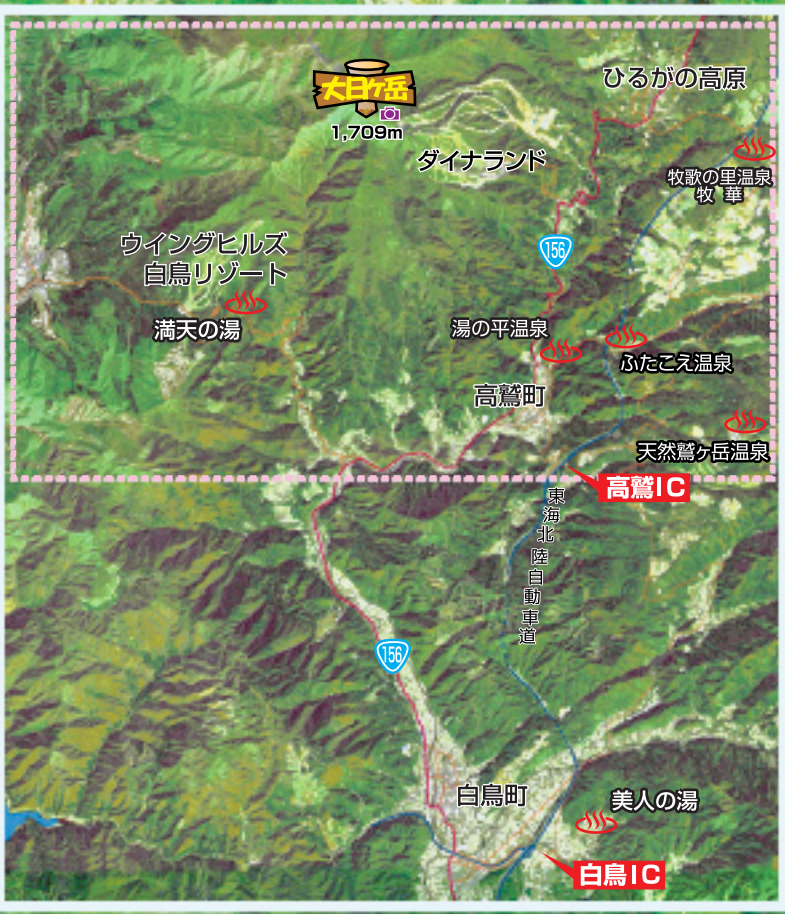 大日ヶ岳
1,709m
ひるがの高原
ダイナランド
牧歌の里温泉
牧 華
ウイングヒルズ
白鳥リゾート
156
満天の湯
湯の平温泉
ふたこえ温泉
高鷲町
天然鷲ヶ岳温泉
高鷲IC
東海北陸自動車道
156
白鳥町
美人の湯
白鳥IC